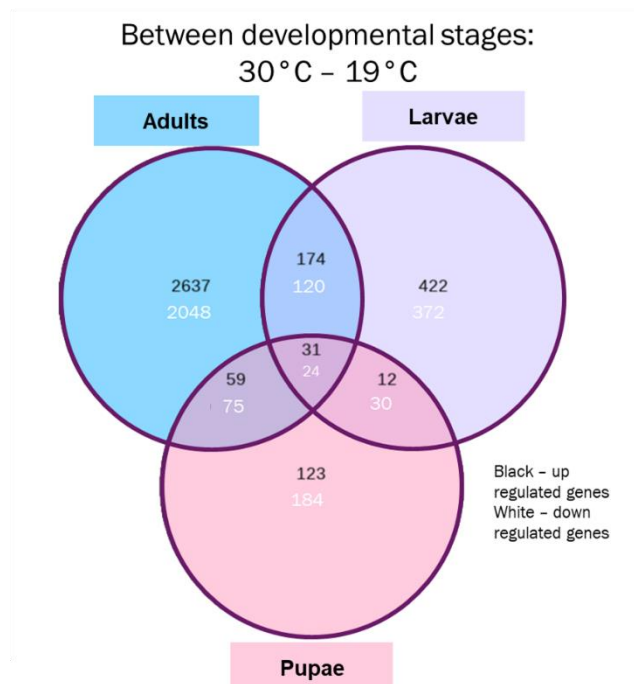 Between developmental stages:
30°C – 19°C
Adults
Larvae
174
120
2637
2048
422
372
31
24
59
75
12
30
123
184
Black – up
regulated genes
White – down
regulated genes
Pupae